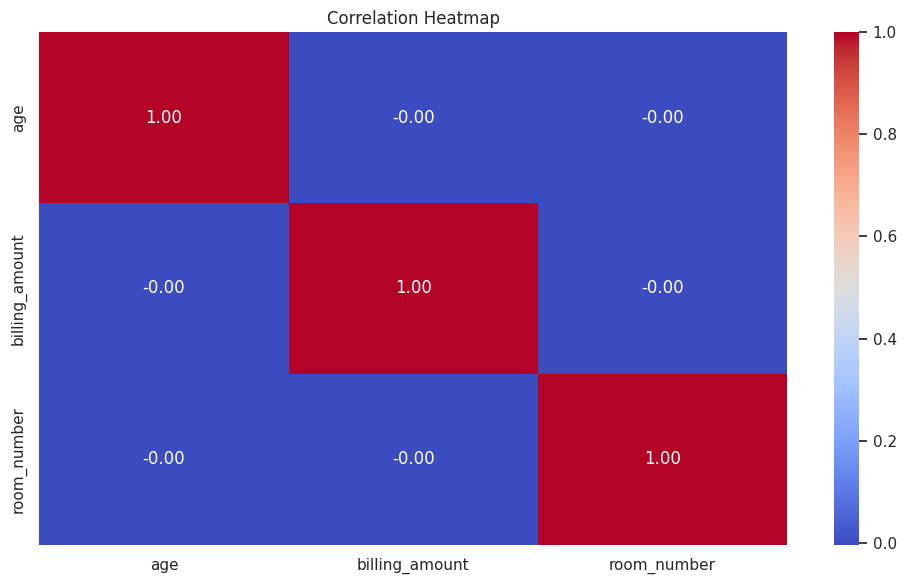 Correlation Heatmap
age
1.00
-0.00
-0.00
billing_amount
-0.00
1.00
-0.00
room_number
-0.00
-0.00
1.00
age
billing_amount
room_number
1.0
0.8
0.6
0.4
0.2
0.0